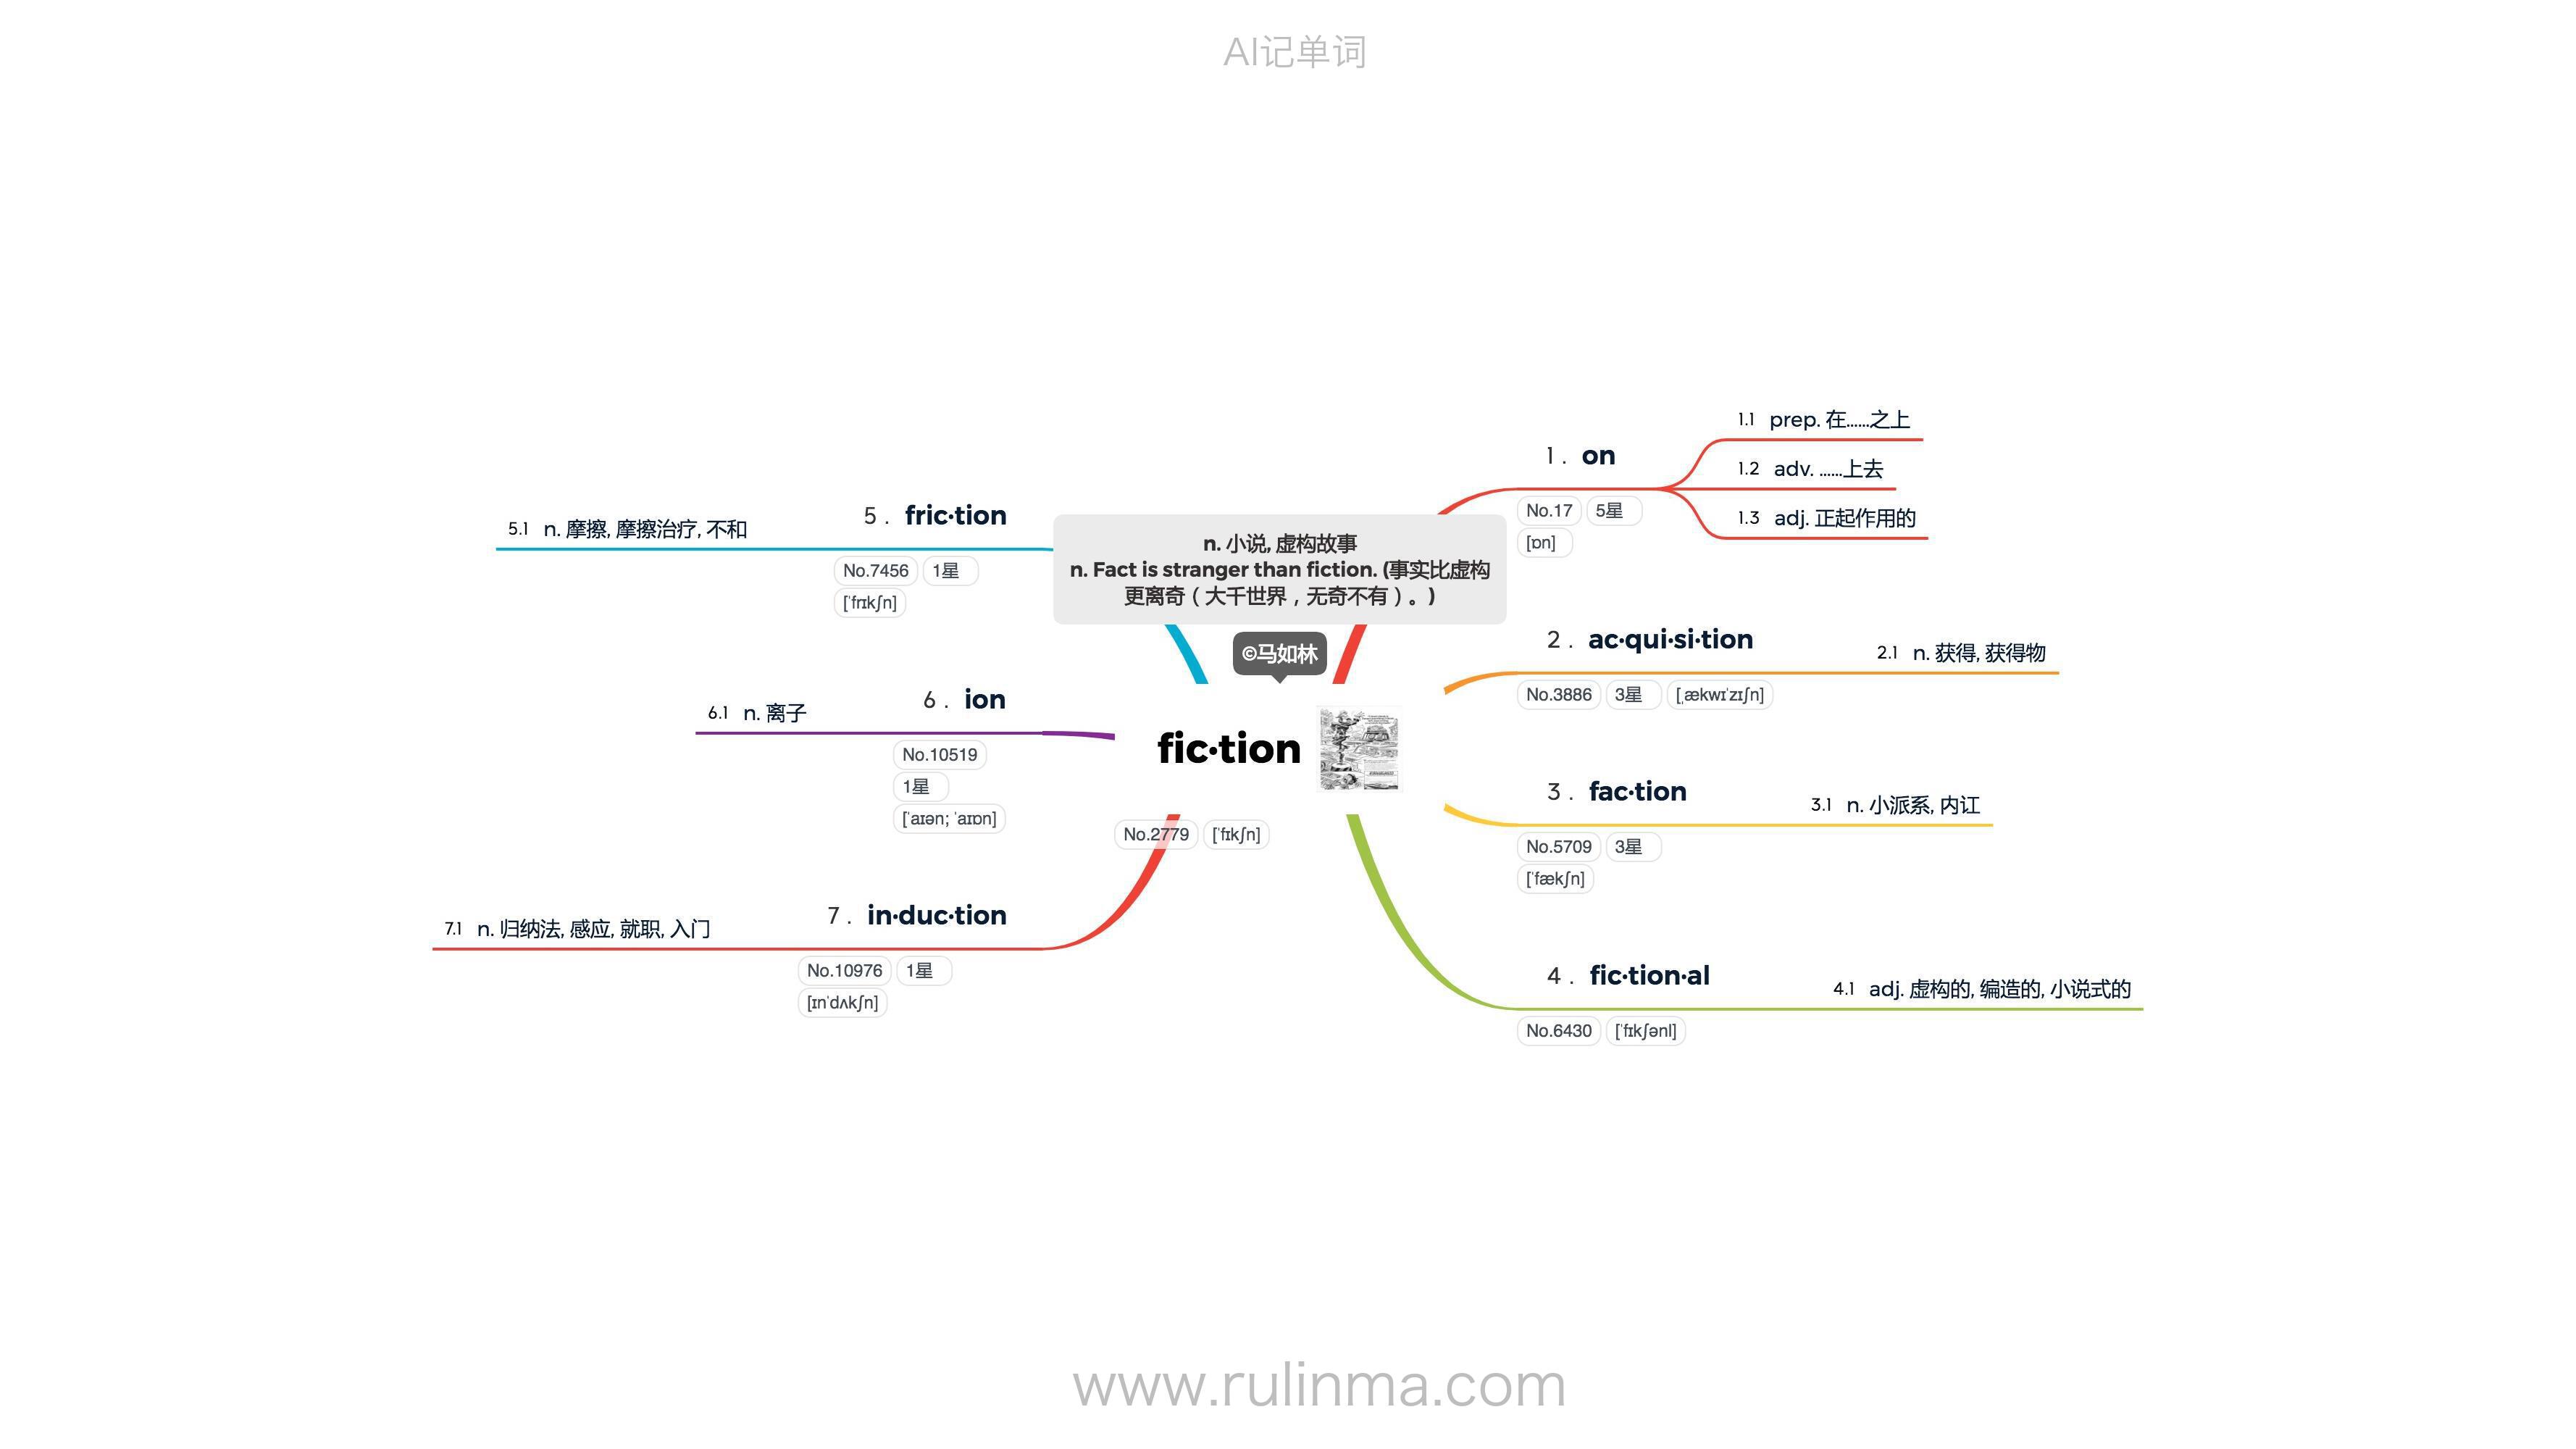 AI记单词
n. 小说, 虚构故事
n. Fact is stranger than fiction. (事实比虚构
更离奇（大千世界，无奇不有）。)
©马如林
fic·tion
No.2779 [ˈfɪkʃn]
1 . on
No.17 5星
[ɒn]
1.1 prep. 在……之上
1.2 adv. ……上去
1.3 adj. 正起作用的
2 . ac·qui·si·tion
No.3886 3星 [ˌækwɪˈzɪʃn]
2.1 n. 获得, 获得物
3 . fac·tion
No.5709 3星
[ˈfækʃn]
3.1 n. 小派系, 内讧
4 . fic·tion·al
No.6430 [ˈfɪkʃənl]
4.1 adj. 虚构的, 编造的, 小说式的
5 . fric·tion
No.7456 1星
[ˈfrɪkʃn]
5.1 n. 摩擦, 摩擦治疗, 不和
6 . ion
No.10519
1星
[ˈaɪən; ˈaɪɒn]
6.1 n. 离子
7 . in·duc·tion
No.10976 1星
[ɪnˈdʌkʃn]
7.1 n. 归纳法, 感应, 就职, 入门
www.rulinma.com